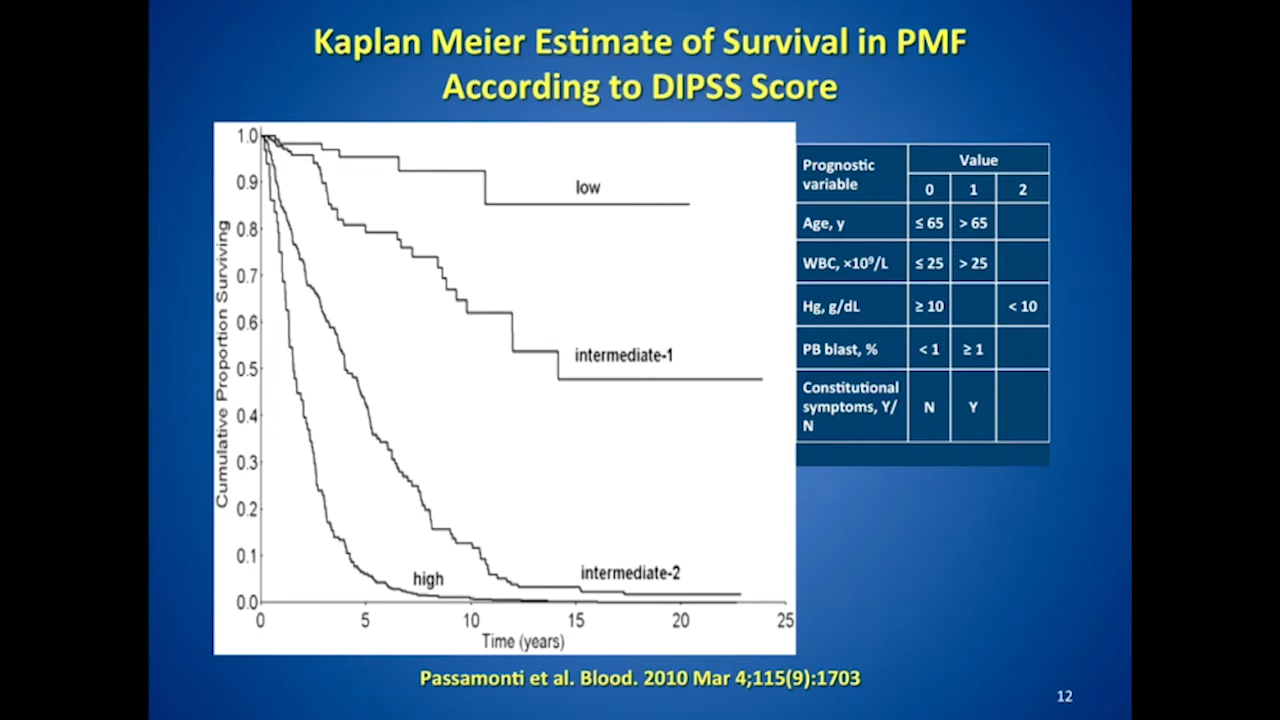 Kaplan Meier Estimate of Survival in PMF
According to DIPSS Score
Cumulative Proportion Surviving
1.0
0.9
0.8
0.7
0.6
0.5
0.4
0.3
0.2
0.1
0.0
low
intermediate-1
intermediate-2
high
0 5 10 15 20 25
Time (years)
Prognostic
variable
Value
0 1 2
Age, y ≤ 65 > 65
WBC, ×10⁹/L ≤ 25 > 25
Hg, g/dL ≥ 10 < 10
PB blast, % < 1 ≥ 1
Constitutional
symptoms, Y/
N
N Y
Passamonti et al. Blood. 2010 Mar 4;115(9):1703
12